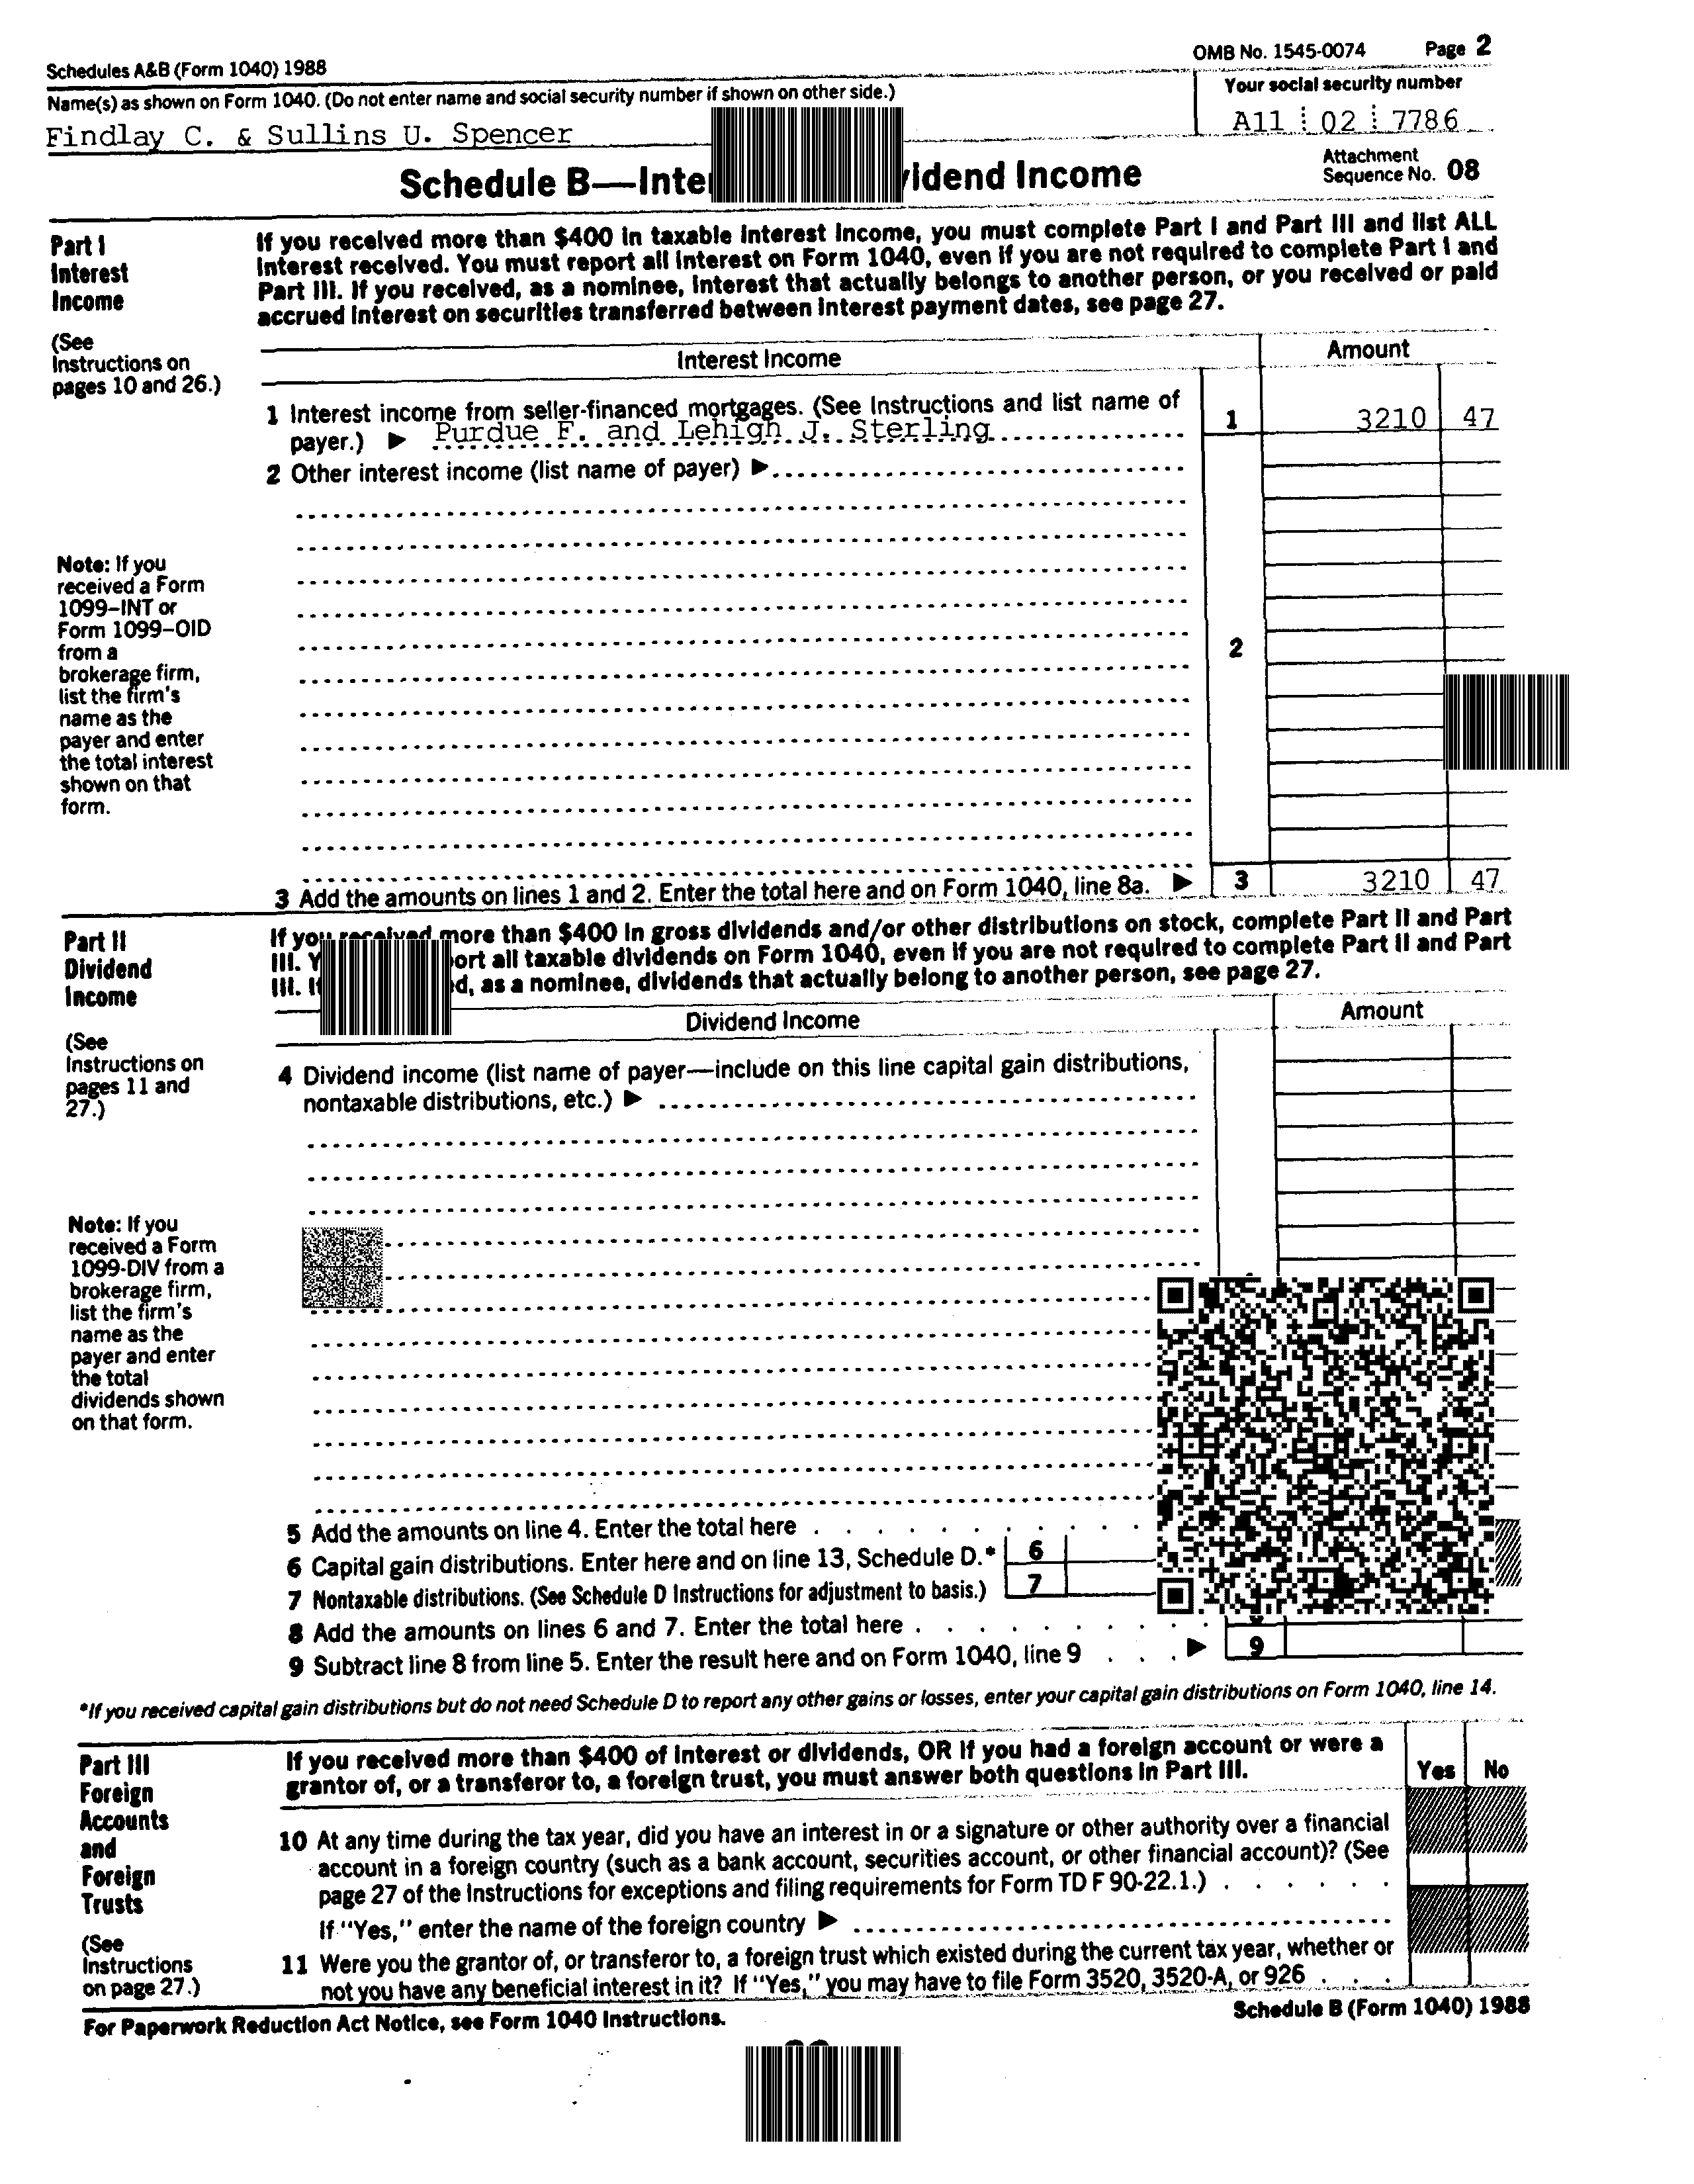 Schedules A&B (Form 1040) 1988
OMB No. 1545-0074 Page 2
Name(s) as shown on Form 1040. (Do not enter name and social security number if shown on other side.)
Your social security number
Findlay C. & Sullins U. Spencer
A11 02 7786
Schedule B—Inte idend Income
Attachment
Sequence No. 08
Part I
Interest
Income
(See
Instructions on
pages 10 and 26.)
If you received more than $400 in taxable interest income, you must complete Part I and Part III and list ALL
interest received. You must report all interest on Form 1040, even if you are not required to complete Part I and
Part III. If you received, as a nominee, interest that actually belongs to another person, or you received or paid
accrued interest on securities transferred between interest payment dates, see page 27.
Interest Income Amount
1 Interest income from seller-financed mortgages. (See Instructions and list name of
payer.) ▶ Purdue F. and Lehigh J. Sterling 1 3210 47
2 Other interest income (list name of payer) ▶
Note: If you
received a Form
1099–INT or
Form 1099–OID
from a
brokerage firm,
list the firm's
name as the
payer and enter
the total interest
shown on that
form.
2
3 Add the amounts on lines 1 and 2. Enter the total here and on Form 1040, line 8a. ▶ 3 3210 47
Part II
Dividend
Income
(See
Instructions on
pages 11 and
27.)
If you received more than $400 in gross dividends and/or other distributions on stock, complete Part II and Part
III. Y ort all taxable dividends on Form 1040, even if you are not required to complete Part II and Part
III. I d, as a nominee, dividends that actually belong to another person, see page 27.
Dividend Income Amount
4 Dividend income (list name of payer—include on this line capital gain distributions,
nontaxable distributions, etc.) ▶
Note: If you
received a Form
1099-DIV from a
brokerage firm,
list the firm's
name as the
payer and enter
the total
dividends shown
on that form.
5 Add the amounts on line 4. Enter the total here
6 Capital gain distributions. Enter here and on line 13, Schedule D.* 6
7 Nontaxable distributions. (See Schedule D Instructions for adjustment to basis.) 7
8 Add the amounts on lines 6 and 7. Enter the total here
9 Subtract line 8 from line 5. Enter the result here and on Form 1040, line 9 ▶ 9
*If you received capital gain distributions but do not need Schedule D to report any other gains or losses, enter your capital gain distributions on Form 1040, line 14.
Part III
Foreign
Accounts
and
Foreign
Trusts
(See
Instructions
on page 27.)
If you received more than $400 of interest or dividends, OR if you had a foreign account or were a
grantor of, or a transferor to, a foreign trust, you must answer both questions in Part III.
Yes No
10 At any time during the tax year, did you have an interest in or a signature or other authority over a financial
account in a foreign country (such as a bank account, securities account, or other financial account)? (See
page 27 of the Instructions for exceptions and filing requirements for Form TD F 90-22.1.)
If "Yes," enter the name of the foreign country ▶
11 Were you the grantor of, or transferor to, a foreign trust which existed during the current tax year, whether or
not you have any beneficial interest in it? If "Yes," you may have to file Form 3520, 3520-A, or 926
For Paperwork Reduction Act Notice, see Form 1040 Instructions.
Schedule B (Form 1040) 1988